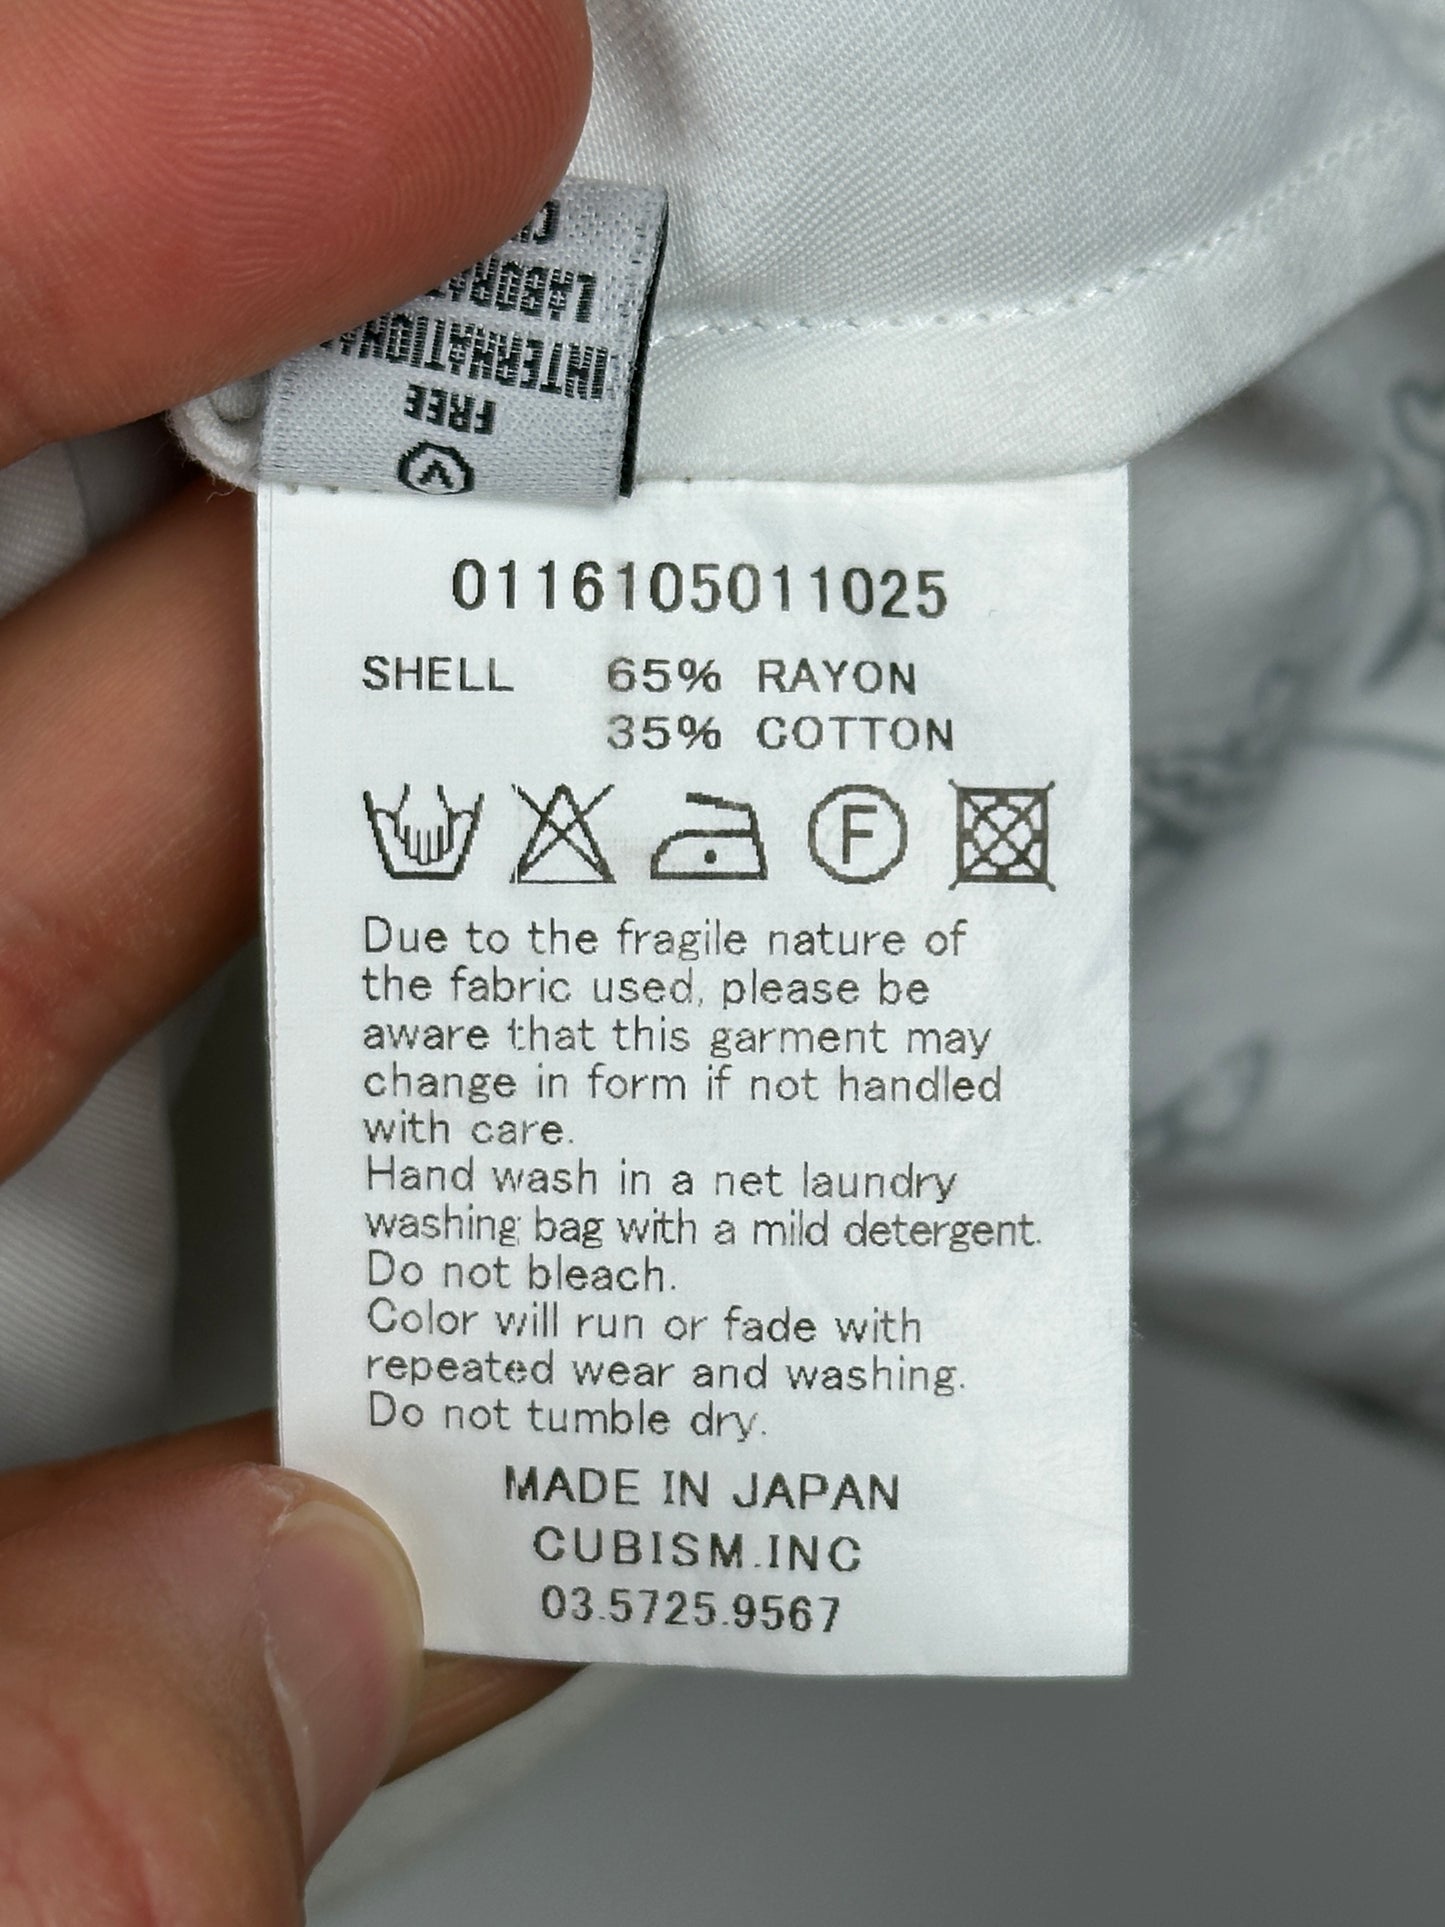 LABORAT
INTERNATIONAL
FREE
0116105011025
SHELL 65% RAYON
35% COTTON
F
Due to the fragile nature of
the fabric used, please be
aware that this garment may
change in form if not handled
with care.
Hand wash in a net laundry
washing bag with a mild detergent.
Do not bleach.
Color will run or fade with
repeated wear and washing.
Do not tumble dry.
MADE IN JAPAN
CUBISM.INC
03.5725.9567